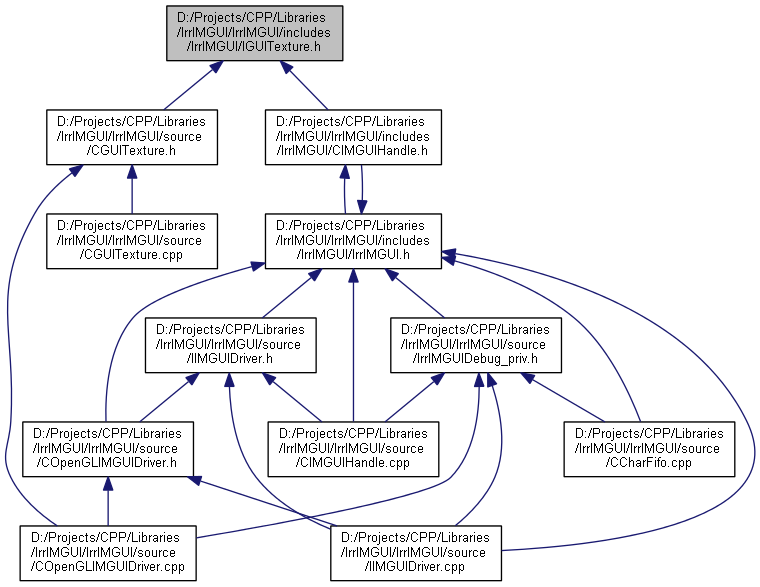 D:/Projects/CPP/Libraries
/IrrIMGUI/IrrIMGUI/includes
/IrrIMGUI/IGUITexture.h
D:/Projects/CPP/Libraries
/IrrIMGUI/IrrIMGUI/source
/CGUITexture.h
D:/Projects/CPP/Libraries
/IrrIMGUI/IrrIMGUI/includes
/IrrIMGUI/CIMGUIHandle.h
D:/Projects/CPP/Libraries
/IrrIMGUI/IrrIMGUI/source
/CGUITexture.cpp
D:/Projects/CPP/Libraries
/IrrIMGUI/IrrIMGUI/includes
/IrrIMGUI/IrrIMGUI.h
D:/Projects/CPP/Libraries
/IrrIMGUI/IrrIMGUI/source
/IIMGUIDriver.h
D:/Projects/CPP/Libraries
/IrrIMGUI/IrrIMGUI/source
/IrrIMGUIDebug_priv.h
D:/Projects/CPP/Libraries
/IrrIMGUI/IrrIMGUI/source
/COpenGLIMGUIDriver.h
D:/Projects/CPP/Libraries
/IrrIMGUI/IrrIMGUI/source
/CIMGUIHandle.cpp
D:/Projects/CPP/Libraries
/IrrIMGUI/IrrIMGUI/source
/CCharFifo.cpp
D:/Projects/CPP/Libraries
/IrrIMGUI/IrrIMGUI/source
/COpenGLIMGUIDriver.cpp
D:/Projects/CPP/Libraries
/IrrIMGUI/IrrIMGUI/source
/IIMGUIDriver.cpp